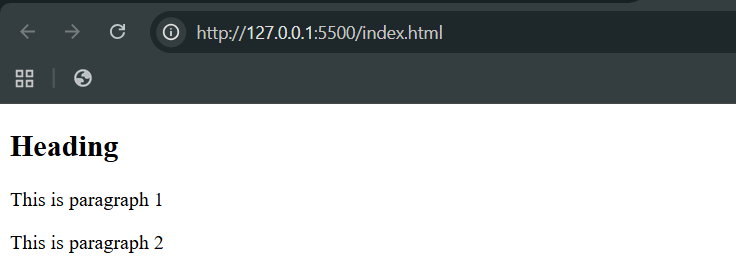 http://127.0.0.1:5500/index.html
Heading
This is paragraph 1
This is paragraph 2